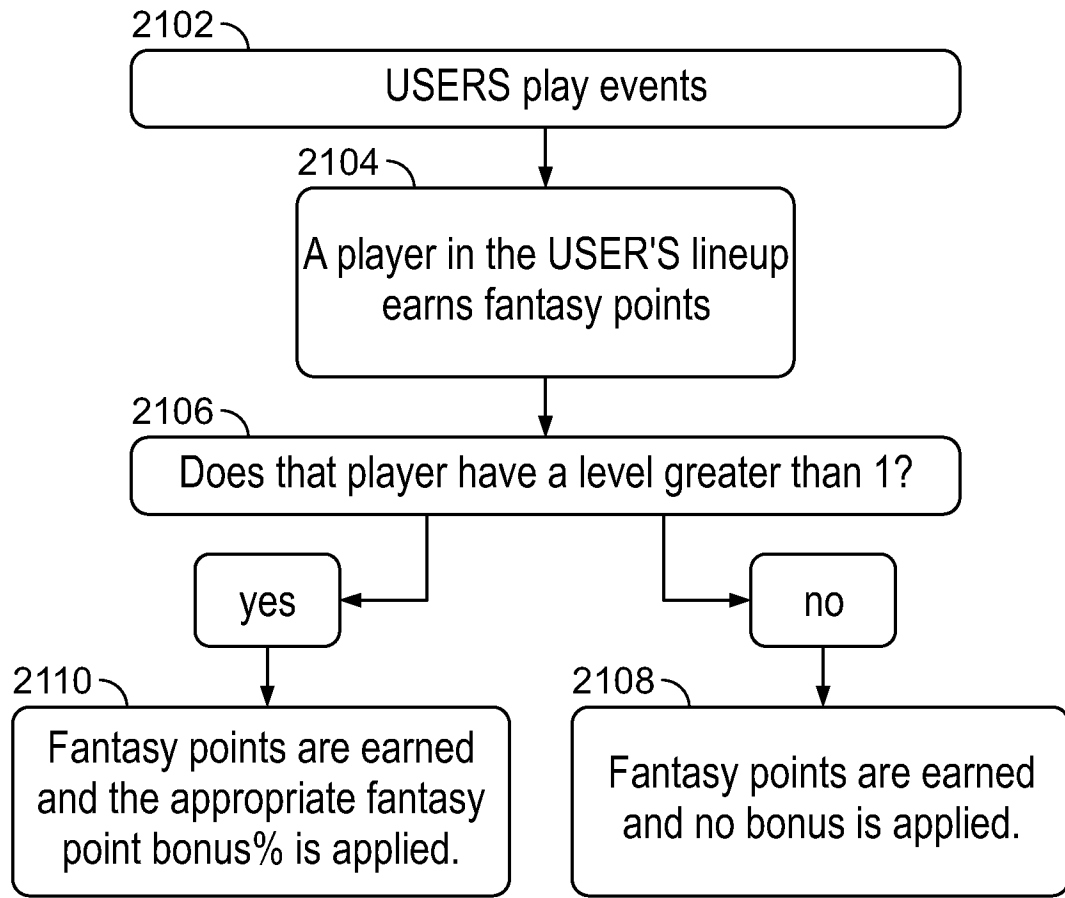 2102
USERS play events
2104
A player in the USER'S lineup
earns fantasy points
2106
Does that player have a level greater than 1?
yes
no
2110
Fantasy points are earned
and the appropriate fantasy
point bonus% is applied.
2108
Fantasy points are earned
and no bonus is applied.